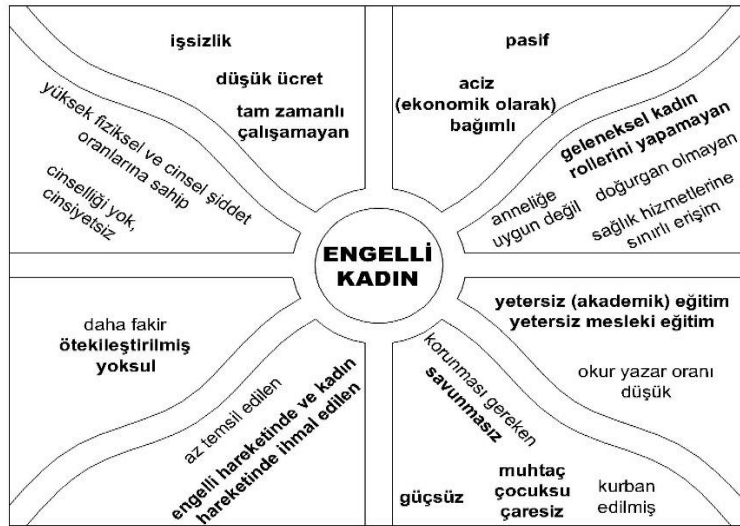 işsizlik
düşük ücret
tam zamanlı
çalışamayan
yüksek fiziksel ve cinsel şiddet
oranlarına sahip
cinselliği yok,
cinsiyetsiz
pasif
aciz
(ekonomik olarak)
bağımlı
geleneksel kadın
rollerini yapamayan
anneliğe
uygun değil
doğurgan olmayan
sağlık hizmetlerine
sınırlı erişim
ENGELLİ
KADIN
daha fakir
ötekileştirilmiş
yoksul
az temsil edilen
engelli hareketinde ve kadın
hareketinde ihmal edilen
yetersiz (akademik) eğitim
yetersiz mesleki eğitim
okur yazar oranı
düşük
korunması gereken
savunmasız
güçsüz
muhtaç
çocuksu
çaresiz
kurban
edilmiş